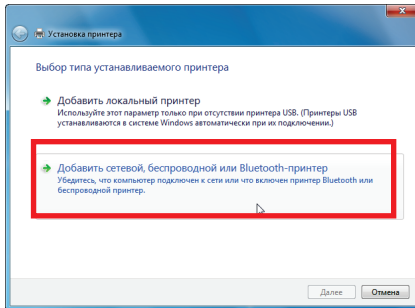 Установка принтера
Выбор типа устанавливаемого принтера
Добавить локальный принтер
Используйте этот параметр только при отсутствии принтера USB. (Принтеры USB
устанавливаются в системе Windows автоматически при их подключении.)
Добавить сетевой, беспроводной или Bluetooth-принтер
Убедитесь, что компьютер подключен к сети или что включен принтер Bluetooth или
беспроводной принтер.
Далее Отмена